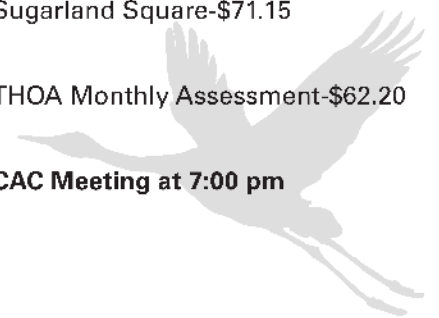 Sugarland Square-$71.15
THOA Monthly Assessment-$62.20
CAC Meeting at 7:00 pm